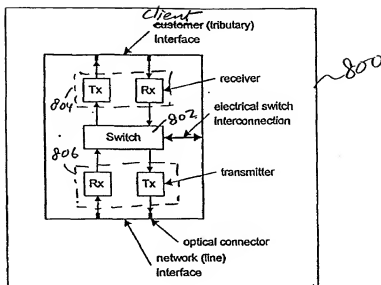 client
customer (tributary)
Interface
800
804
Tx
Rx
receiver
802
electrical switch
interconnection
Switch
806
Rx
Tx
transmitter
optical connector
network (line)
Interface